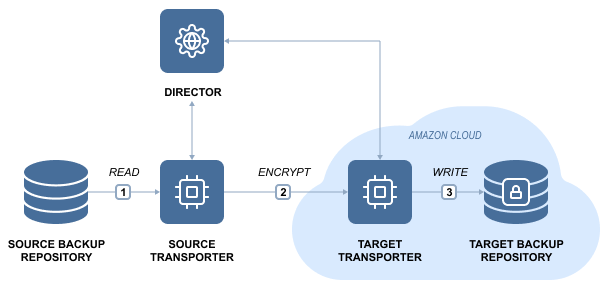 DIRECTOR
AMAZON CLOUD
READ
ENCRYPT
WRITE
1
2
3
SOURCE BACKUP
REPOSITORY
SOURCE
TRANSPORTER
TARGET
TRANSPORTER
TARGET BACKUP
REPOSITORY